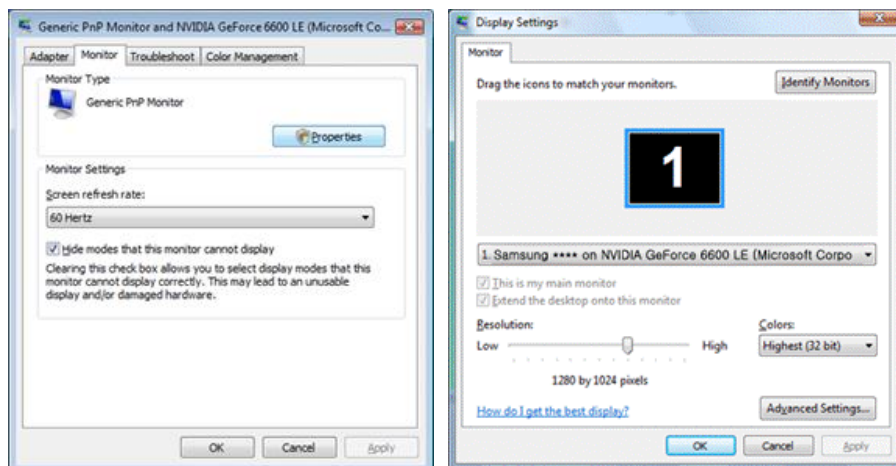 Generic PnP Monitor and NVIDIA GeForce 6600 LE (Microsoft Co...
Adapter Monitor Troubleshoot Color Management
Monitor Type
Generic PnP Monitor
Properties
Monitor Settings
Screen refresh rate:
60 Hertz
Hide modes that this monitor cannot display
Clearing this check box allows you to select display modes that this
monitor cannot display correctly. This may lead to an unusable
display and/or damaged hardware.
OK Cancel Apply
Display Settings
Monitor
Drag the icons to match your monitors.
Identify Monitors
1
1. Samsung **** on NVIDIA GeForce 6600 LE (Microsoft Corpo
This is my main monitor
Extend the desktop onto this monitor
Resolution:
Colors:
Low High
Highest (32 bit)
1280 by 1024 pixels
How do I get the best display?
Advanced Settings...
OK Cancel Apply